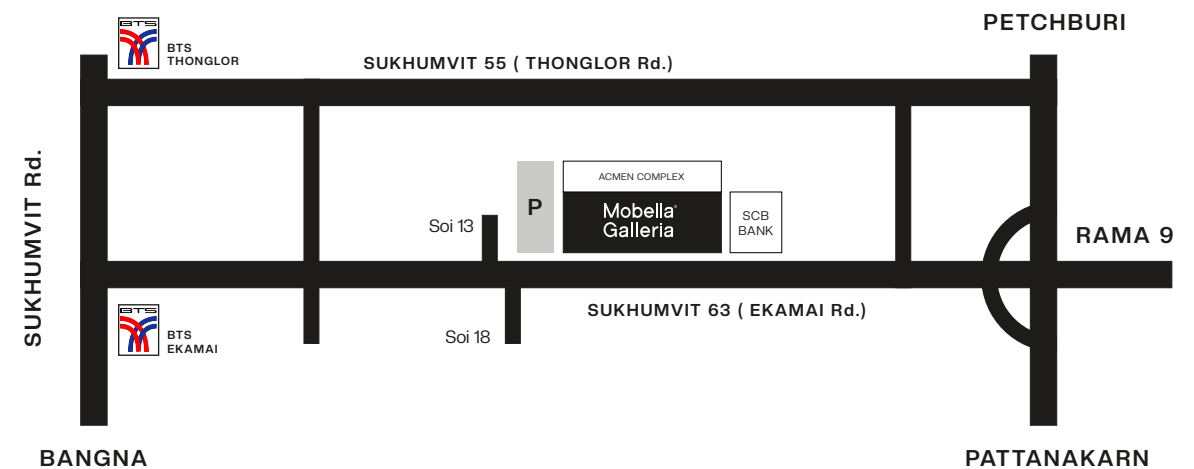 PETCHBURI
BTS
BTS
THONGLOR
SUKHUMVIT 55 ( THONGLOR Rd.)
SUKHUMVIT Rd.
ACMEN COMPLEX
P
Mobella®
Galleria
SCB
BANK
Soi 13
RAMA 9
BTS
BTS
EKAMAI
SUKHUMVIT 63 ( EKAMAI Rd.)
Soi 18
BANGNA
PATTANAKARN